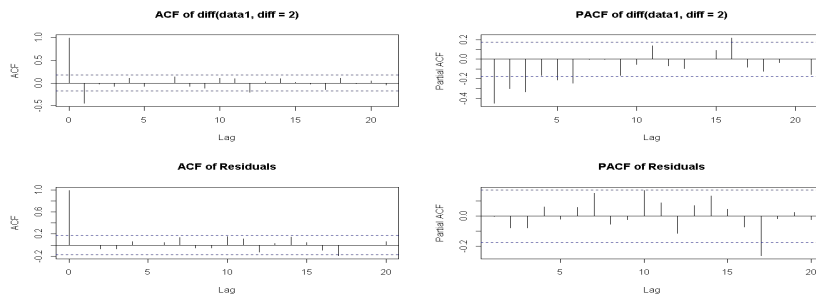 ACF of diff(data1, diff = 2)
ACF
1.0
0.5
0.0
-0.5
0 5 10 15 20
Lag
PACF of diff(data1, diff = 2)
Partial ACF
0.2
-0.2
-0.4
5 10 15 20
Lag
ACF of Residuals
ACF
1.0
0.6
0.2
-0.2
0 5 10 15 20
Lag
PACF of Residuals
Partial ACF
0.0
-0.2
5 10 15 20
Lag